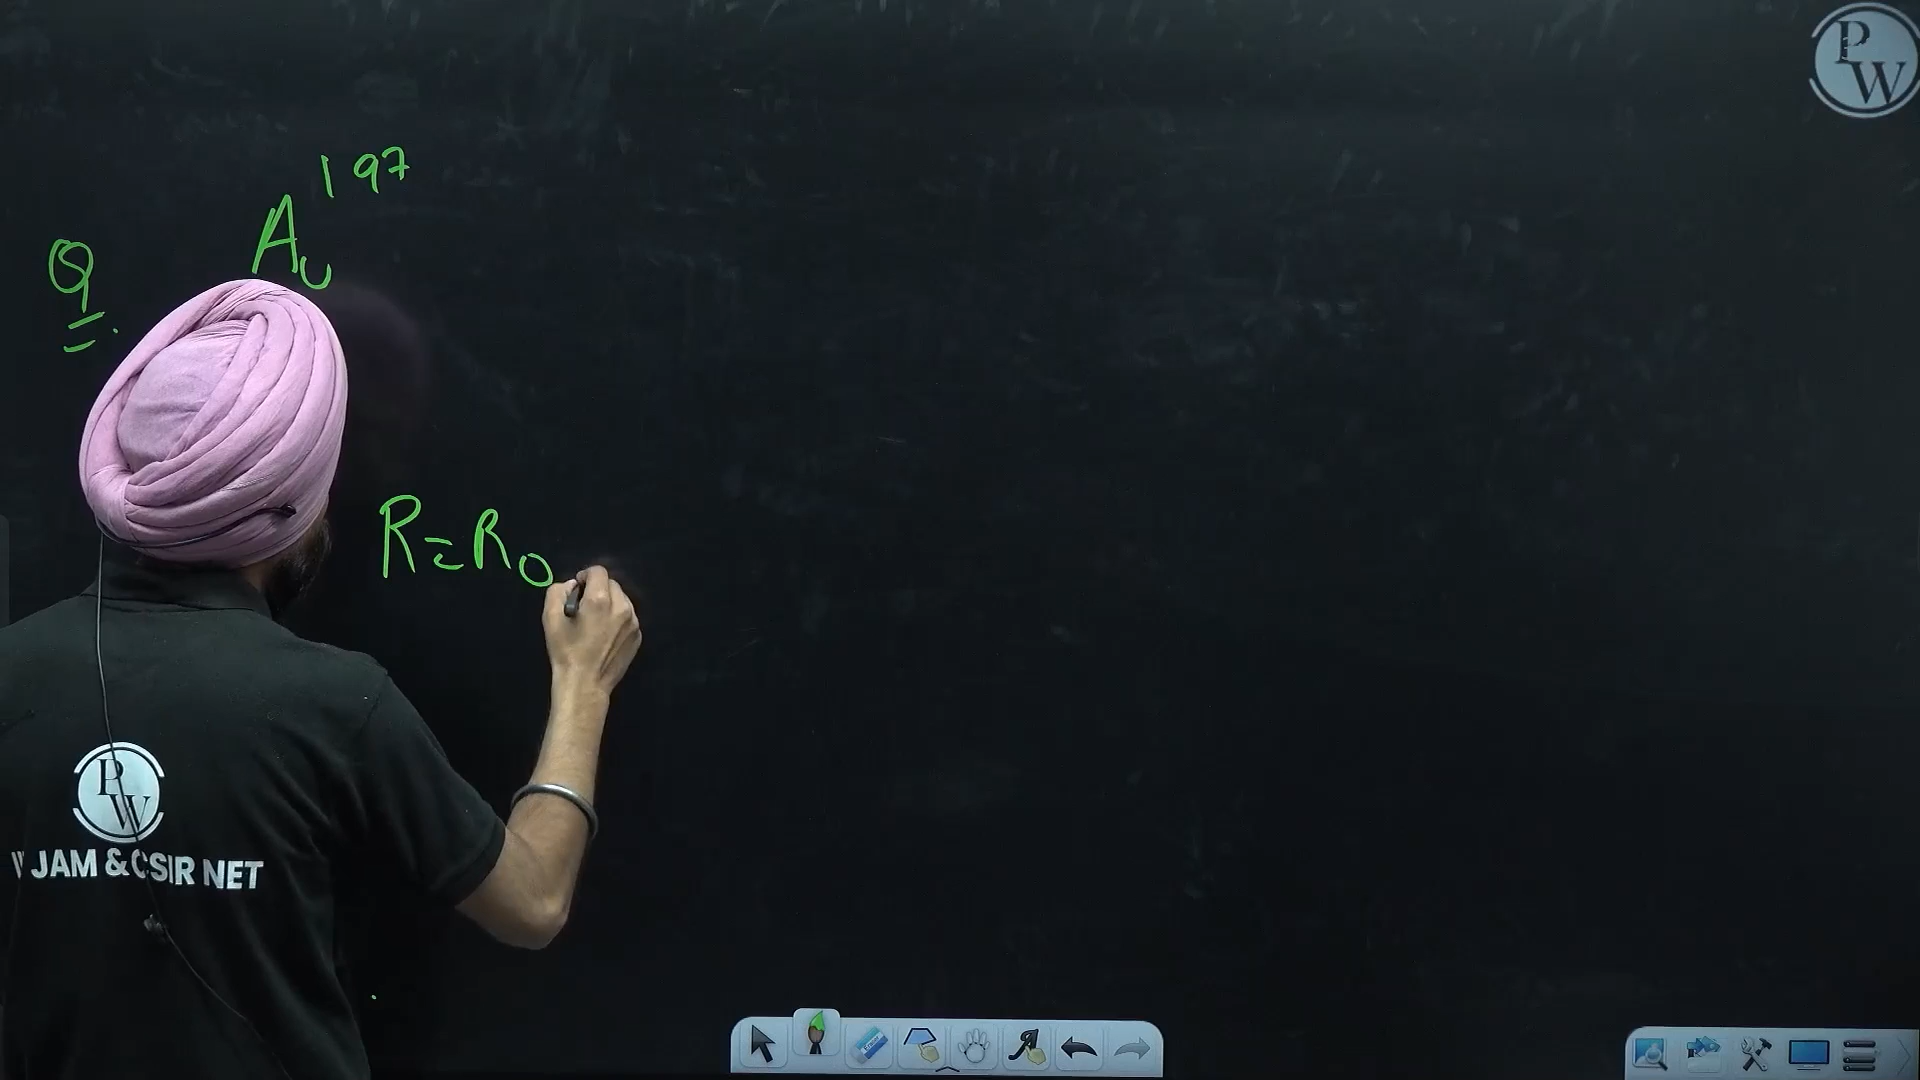 PW
197
Q Au
R=R0
PW
JAM & CSIR NET